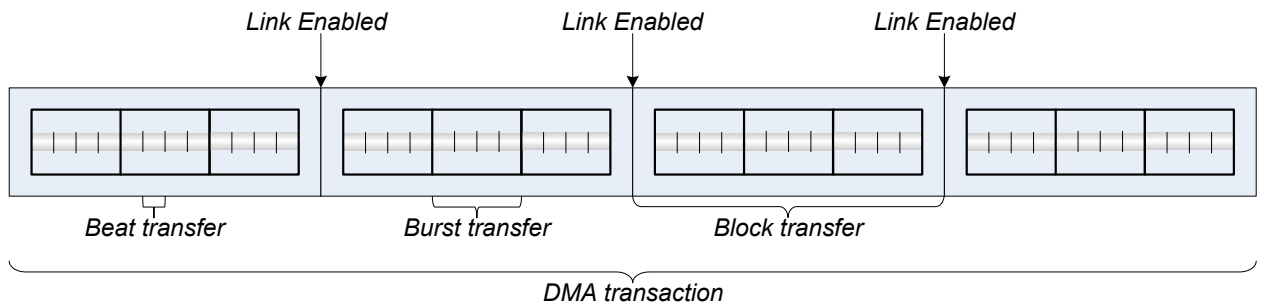 Link Enabled
Link Enabled
Link Enabled
Beat transfer
Burst transfer
Block transfer
DMA transaction